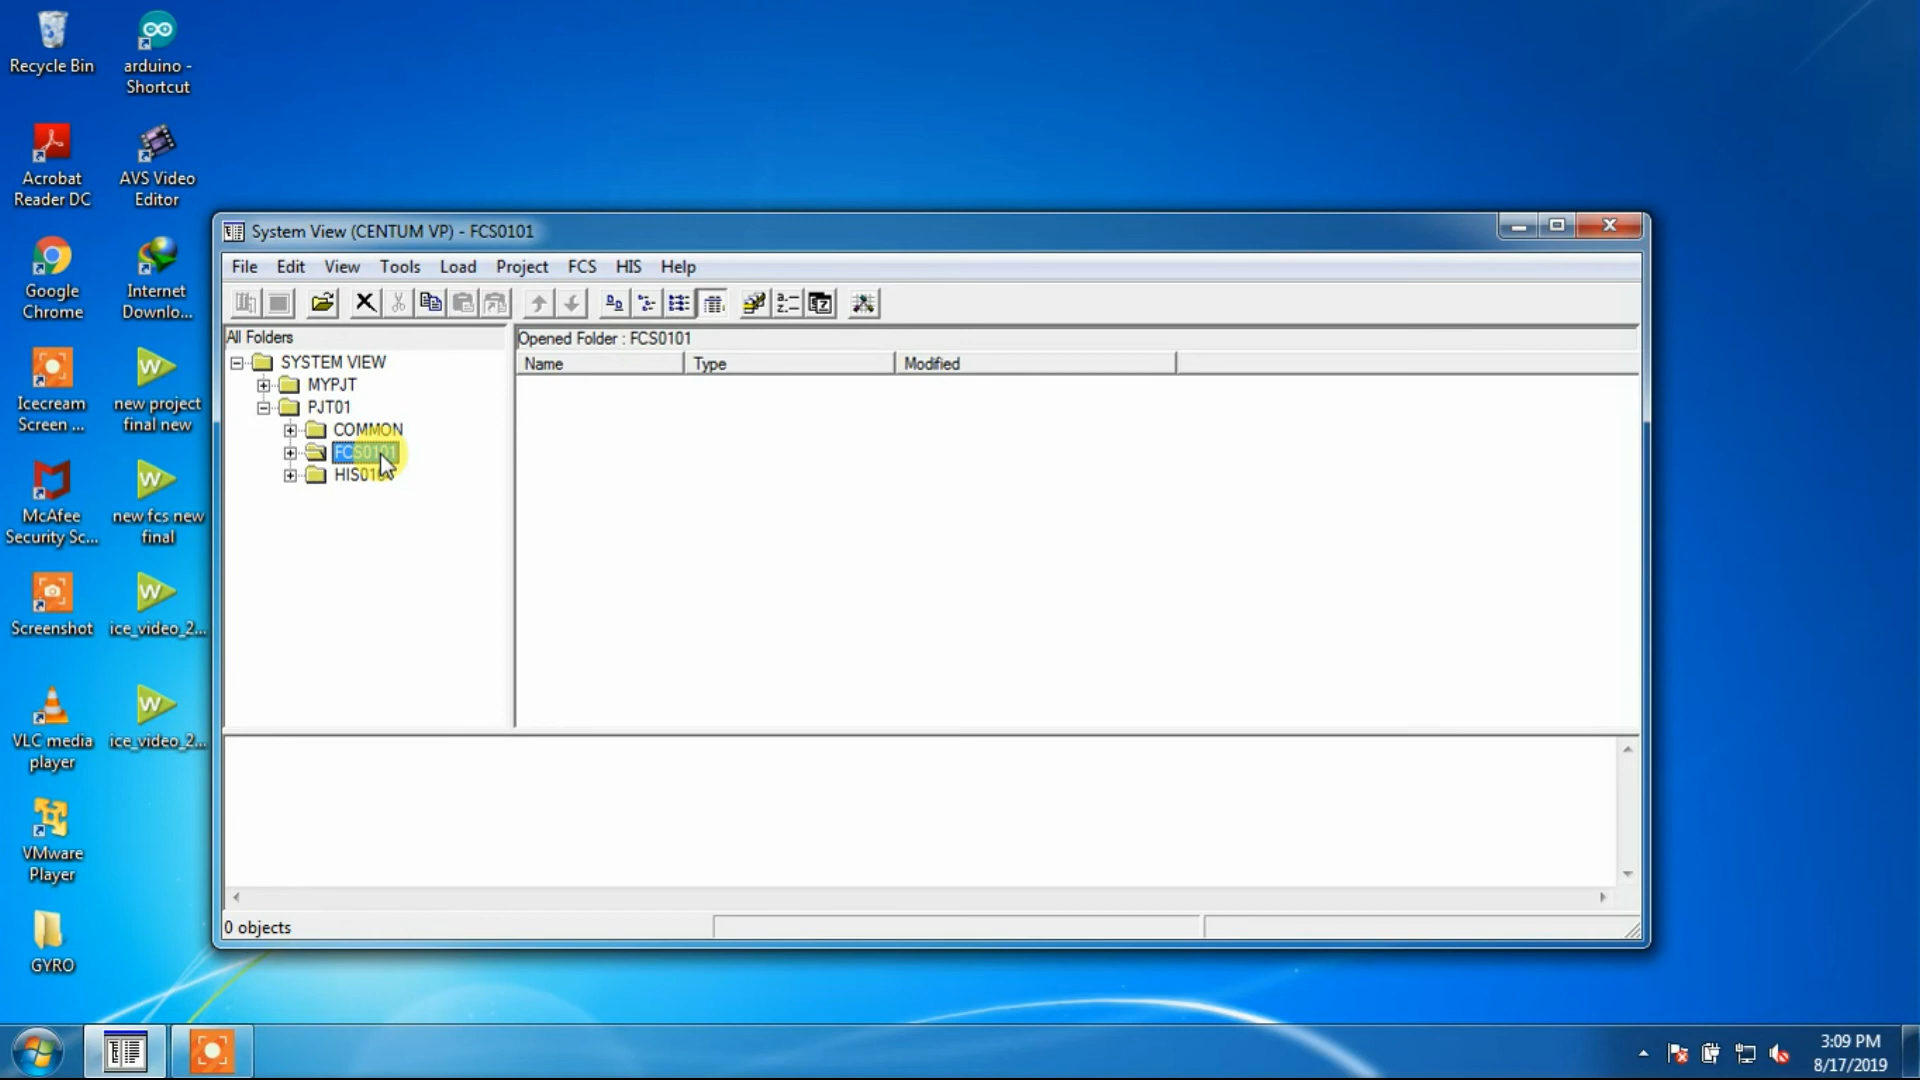 Recycle Bin
arduino -
Shortcut
Acrobat
Reader DC
AVS Video
Editor
Google
Chrome
Internet
Downlo...
Icecream
Screen ...
new project
final new
McAfee
Security Sc...
new fcs new
final
Screenshot
ice_video_2...
VLC media
player
ice_video_2...
VMware
Player
GYRO
System View (CENTUM VP) - FCS0101
File Edit View Tools Load Project FCS HIS Help
All Folders
SYSTEM VIEW
MYPJT
PJT01
COMMON
FCS0101
Opened Folder : FCS0101
Name Type Modified
0 objects
3:09 PM
8/17/2019